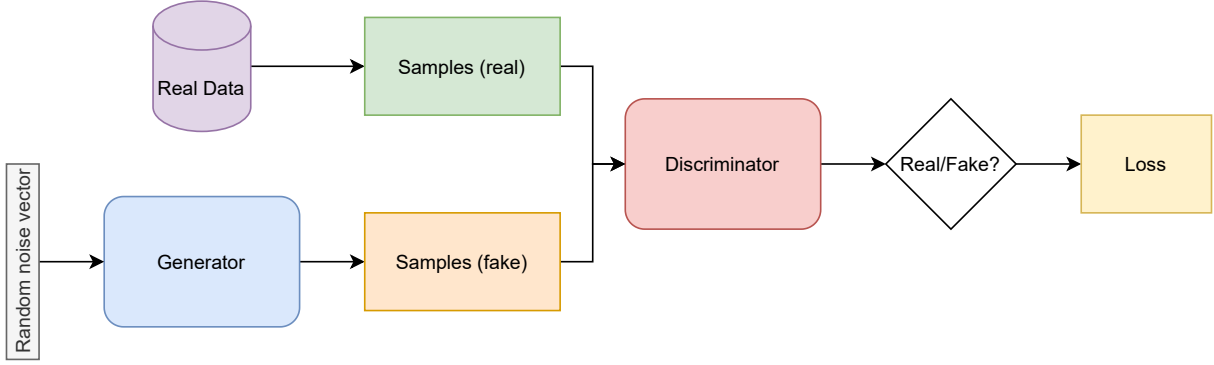 Real Data
Samples (real)
Random noise vector
Generator
Samples (fake)
Discriminator
Real/Fake?
Loss